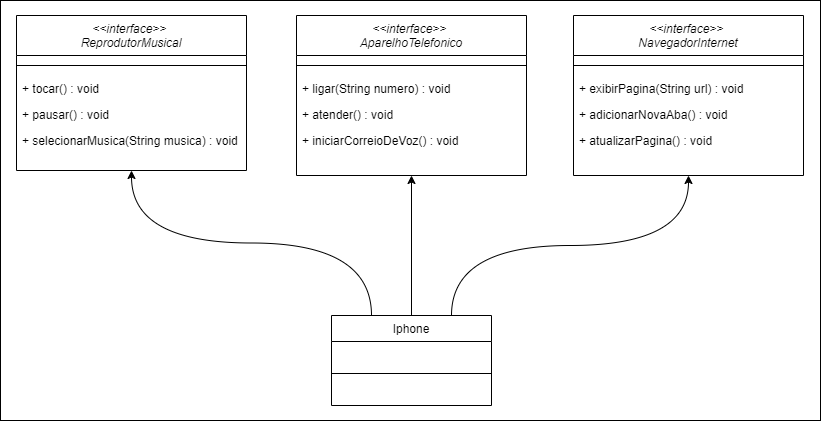 <<interface>>
ReprodutorMusical
+ tocar() : void
+ pausar() : void
+ selecionarMusica(String musica) : void
<<interface>>
AparelhoTelefonico
+ ligar(String numero) : void
+ atender() : void
+ iniciarCorreioDeVoz() : void
<<interface>>
NavegadorInternet
+ exibirPagina(String url) : void
+ adicionarNovaAba() : void
+ atualizarPagina() : void
Iphone